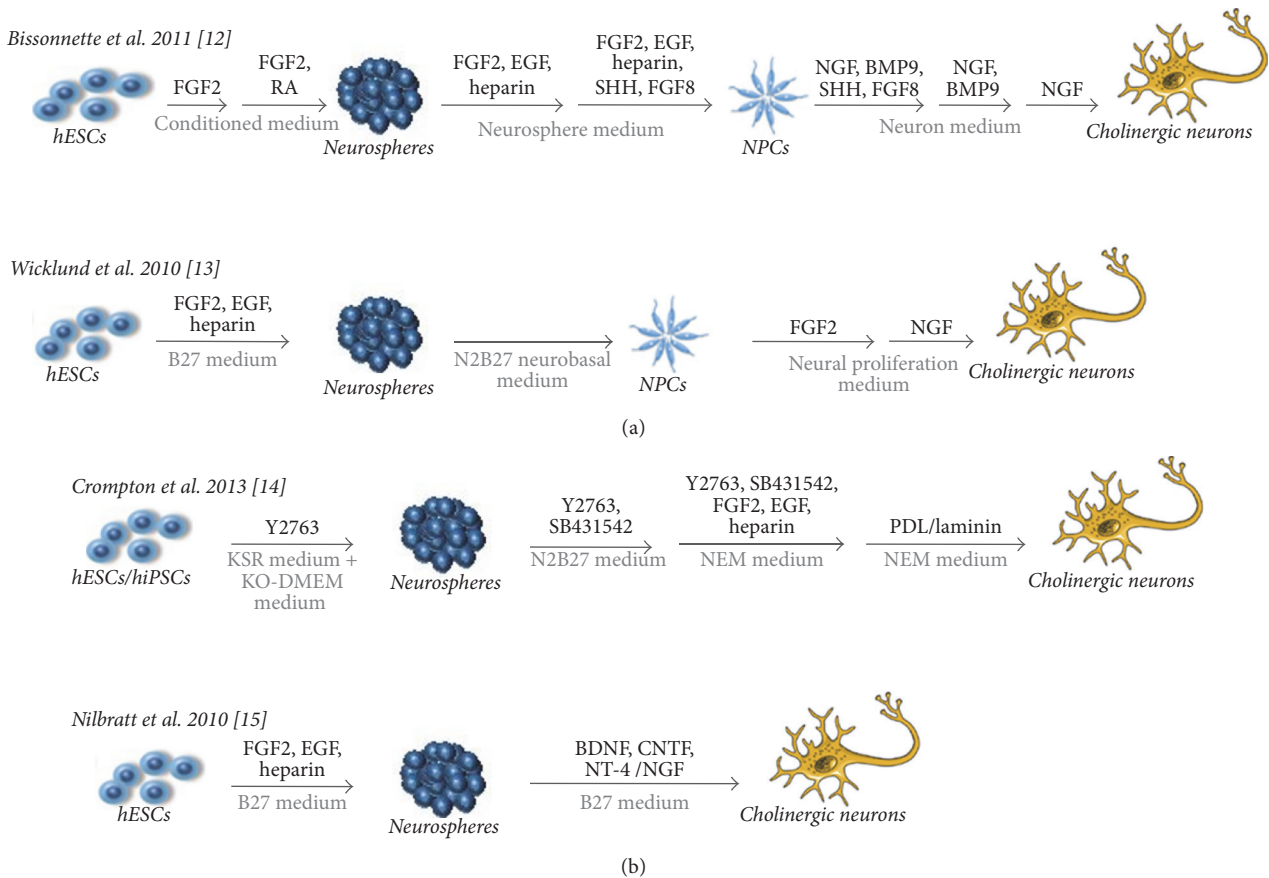 Bissonnette et al. 2011 [12]
FGF2
FGF2,
RA
Conditioned medium
hESCs
Neurospheres
FGF2, EGF,
heparin
FGF2, EGF,
heparin,
SHH, FGF8
Neurosphere medium
NPCs
NGF, BMP9,
SHH, FGF8
NGF,
BMP9
NGF
Neuron medium
Cholinergic neurons
Wicklund et al. 2010 [13]
FGF2, EGF,
heparin
B27 medium
hESCs
Neurospheres
N2B27 neurobasal
medium
NPCs
FGF2
NGF
Neural proliferation
medium
Cholinergic neurons
(a)
Crompton et al. 2013 [14]
Y2763
KSR medium +
KO-DMEM
medium
hESCs/hiPSCs
Neurospheres
Y2763,
SB431542
N2B27 medium
Y2763, SB431542,
FGF2, EGF,
heparin
NEM medium
PDL/laminin
NEM medium
Cholinergic neurons
Nilbratt et al. 2010 [15]
FGF2, EGF,
heparin
B27 medium
hESCs
Neurospheres
BDNF, CNTF,
NT-4 /NGF
B27 medium
Cholinergic neurons
(b)